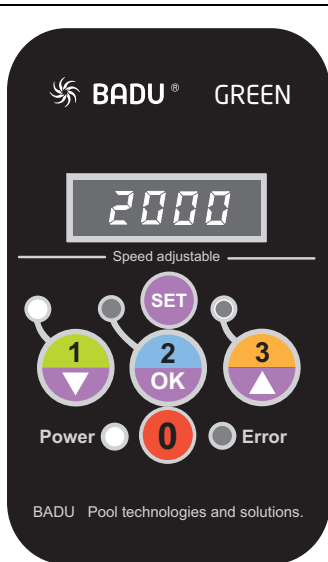 BADU ® GREEN
2000
Speed adjustable
SET
1 2 3
OK
Power 0 Error
BADU Pool technologies and solutions.